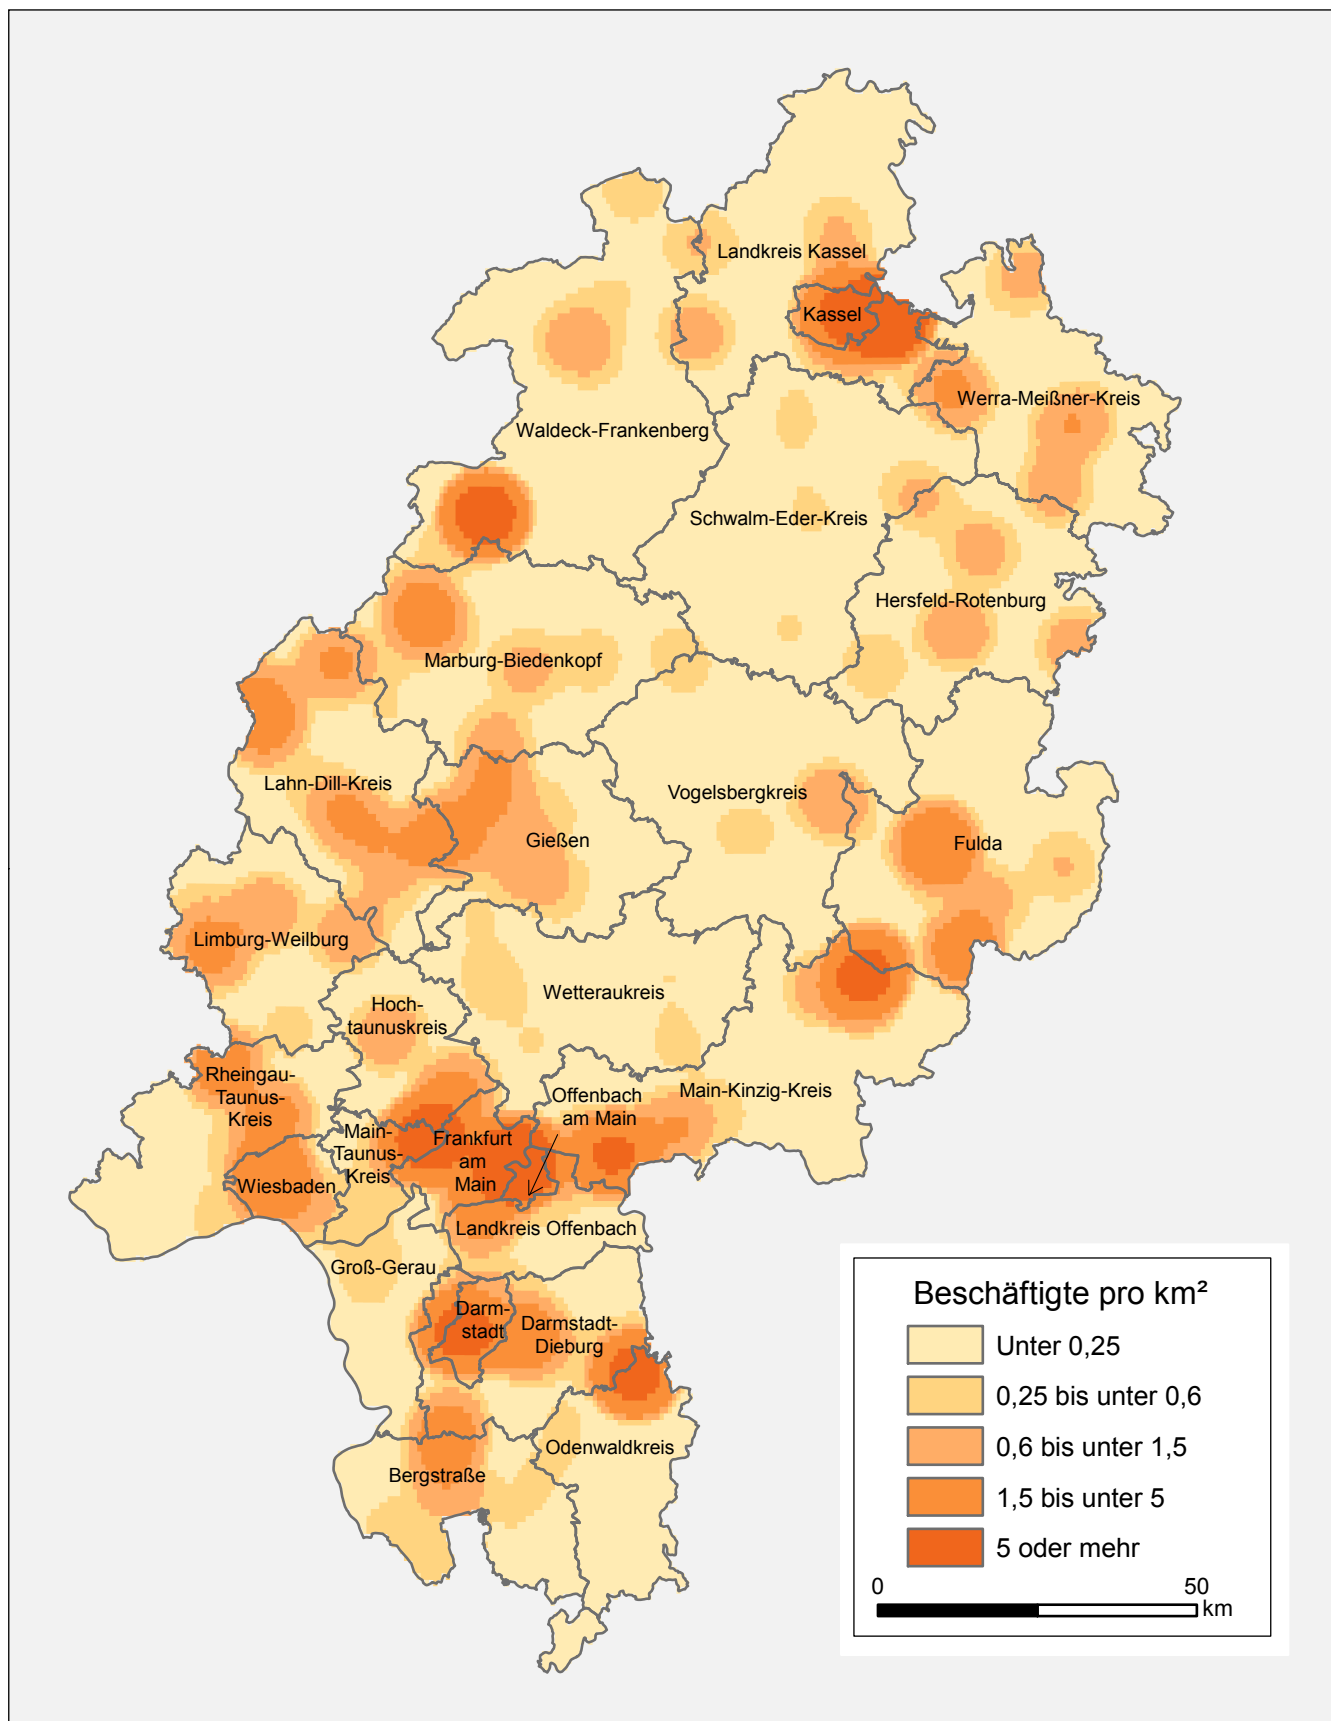 Landkreis Kassel
Kassel
Werra-Meißner-Kreis
Waldeck-Frankenberg
Schwalm-Eder-Kreis
Hersfeld-Rotenburg
Marburg-Biedenkopf
Lahn-Dill-Kreis
Vogelsbergkreis
Gießen
Fulda
Limburg-Weilburg
Wetteraukreis
Hoch-
taunuskreis
Rheingau-
Taunus-
Kreis
Offenbach
am Main
Main-Kinzig-Kreis
Main-
Taunus-
Kreis
Frankfurt
am
Main
Wiesbaden
Landkreis Offenbach
Groß-Gerau
Darm-
stadt
Darmstadt-
Dieburg
Odenwaldkreis
Bergstraße
Beschäftigte pro km²
Unter 0,25
0,25 bis unter 0,6
0,6 bis unter 1,5
1,5 bis unter 5
5 oder mehr
0 50
km